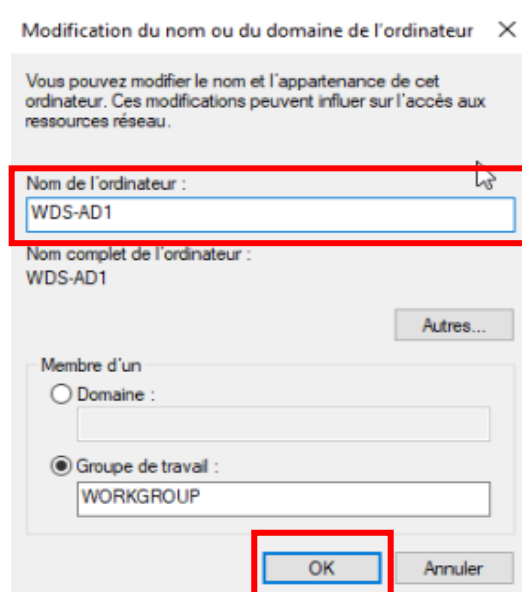 Modification du nom ou du domaine de l'ordinateur
Vous pouvez modifier le nom et l'appartenance de cet
ordinateur. Ces modifications peuvent influer sur l'accès aux
ressources réseau.
Nom de l'ordinateur :
WDS-AD1
Nom complet de l'ordinateur :
WDS-AD1
Autres...
Membre d'un
Domaine :
Groupe de travail :
WORKGROUP
OK Annuler